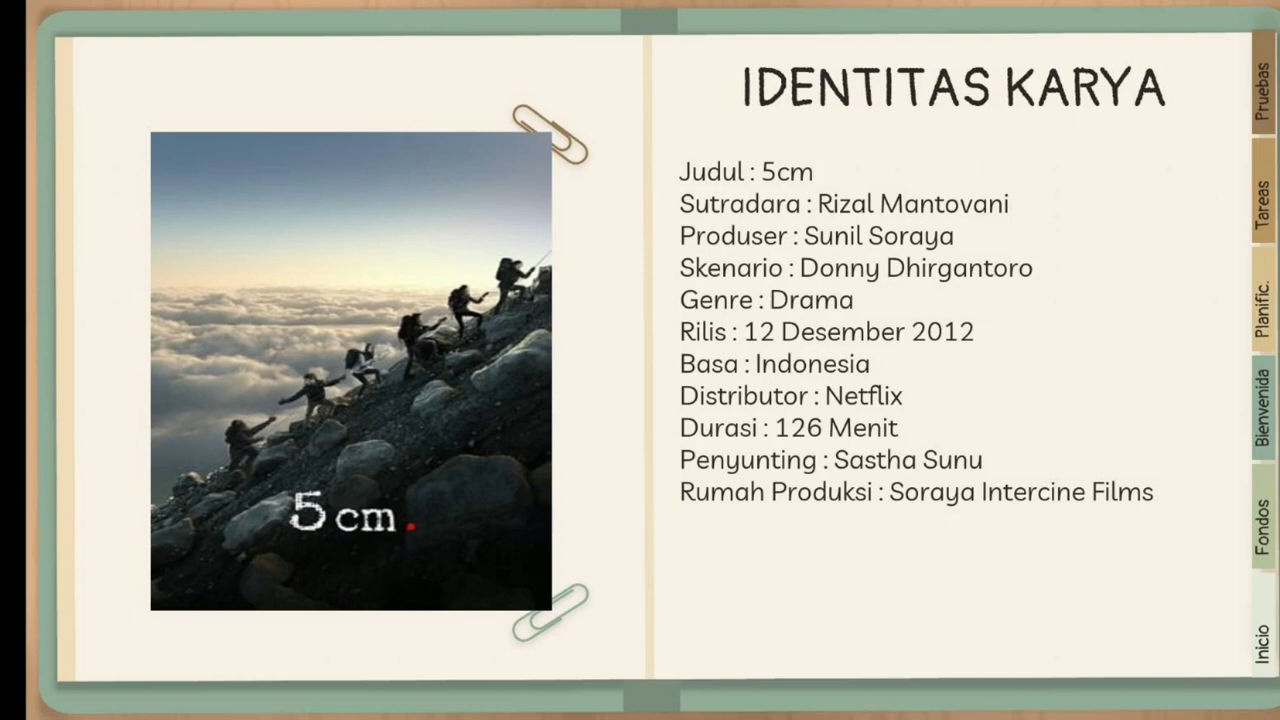 IDENTITAS KARYA
Judul : 5cm
Sutradara : Rizal Mantovani
Produser : Sunil Soraya
Skenario : Donny Dhirgantoro
Genre : Drama
Rilis : 12 Desember 2012
Basa : Indonesia
Distributor : Netflix
Durasi : 126 Menit
Penyunting : Sastha Sunu
Rumah Produksi : Soraya Intercine Films
5 cm.
Pruebas
Tareas
Planific.
Bienvenida
Fondos
Inicio